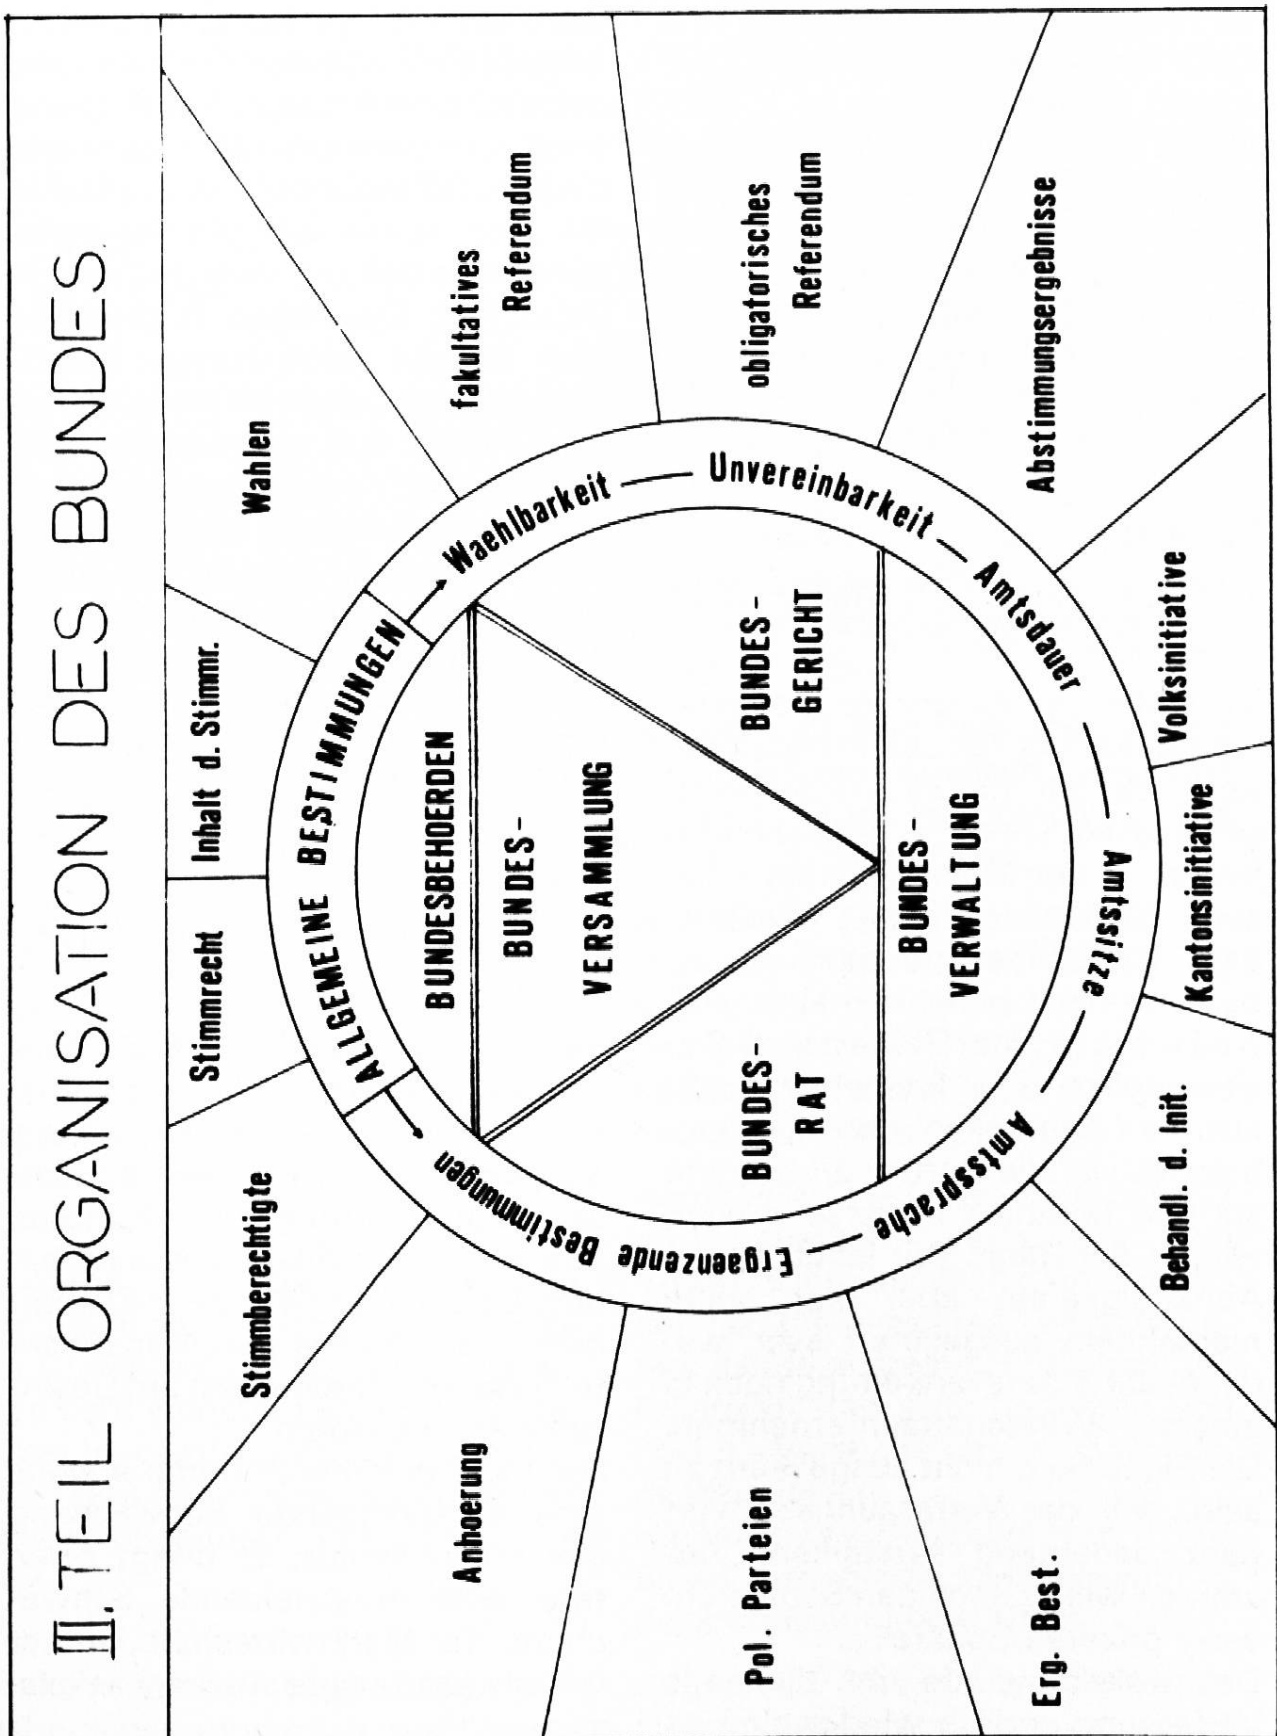 III. TEIL ORGANISATION DES BUNDES
Stimmberechtigte
Stimmrecht
Inhalt d. Stimmr.
Wahlen
fakultatives
Referendum
obligatorisches
Referendum
Abstimmungsergebnisse
Volksinitiative
Kantonsinitiative
Behandl. d. Init.
Erg. Best.
Pol. Parteien
Anhoerung
ALLGEMEINE BESTIMMUNGEN
Waehlbarkeit — Unvereinbarkeit — Amtsdauer — Amtssitze — Amtssprache — Ergaenzende Bestimmungen
BUNDESBEHOERDEN
BUNDES-
VERSAMMLUNG
BUNDES-
RAT
BUNDES-
GERICHT
BUNDES-
VERWALTUNG